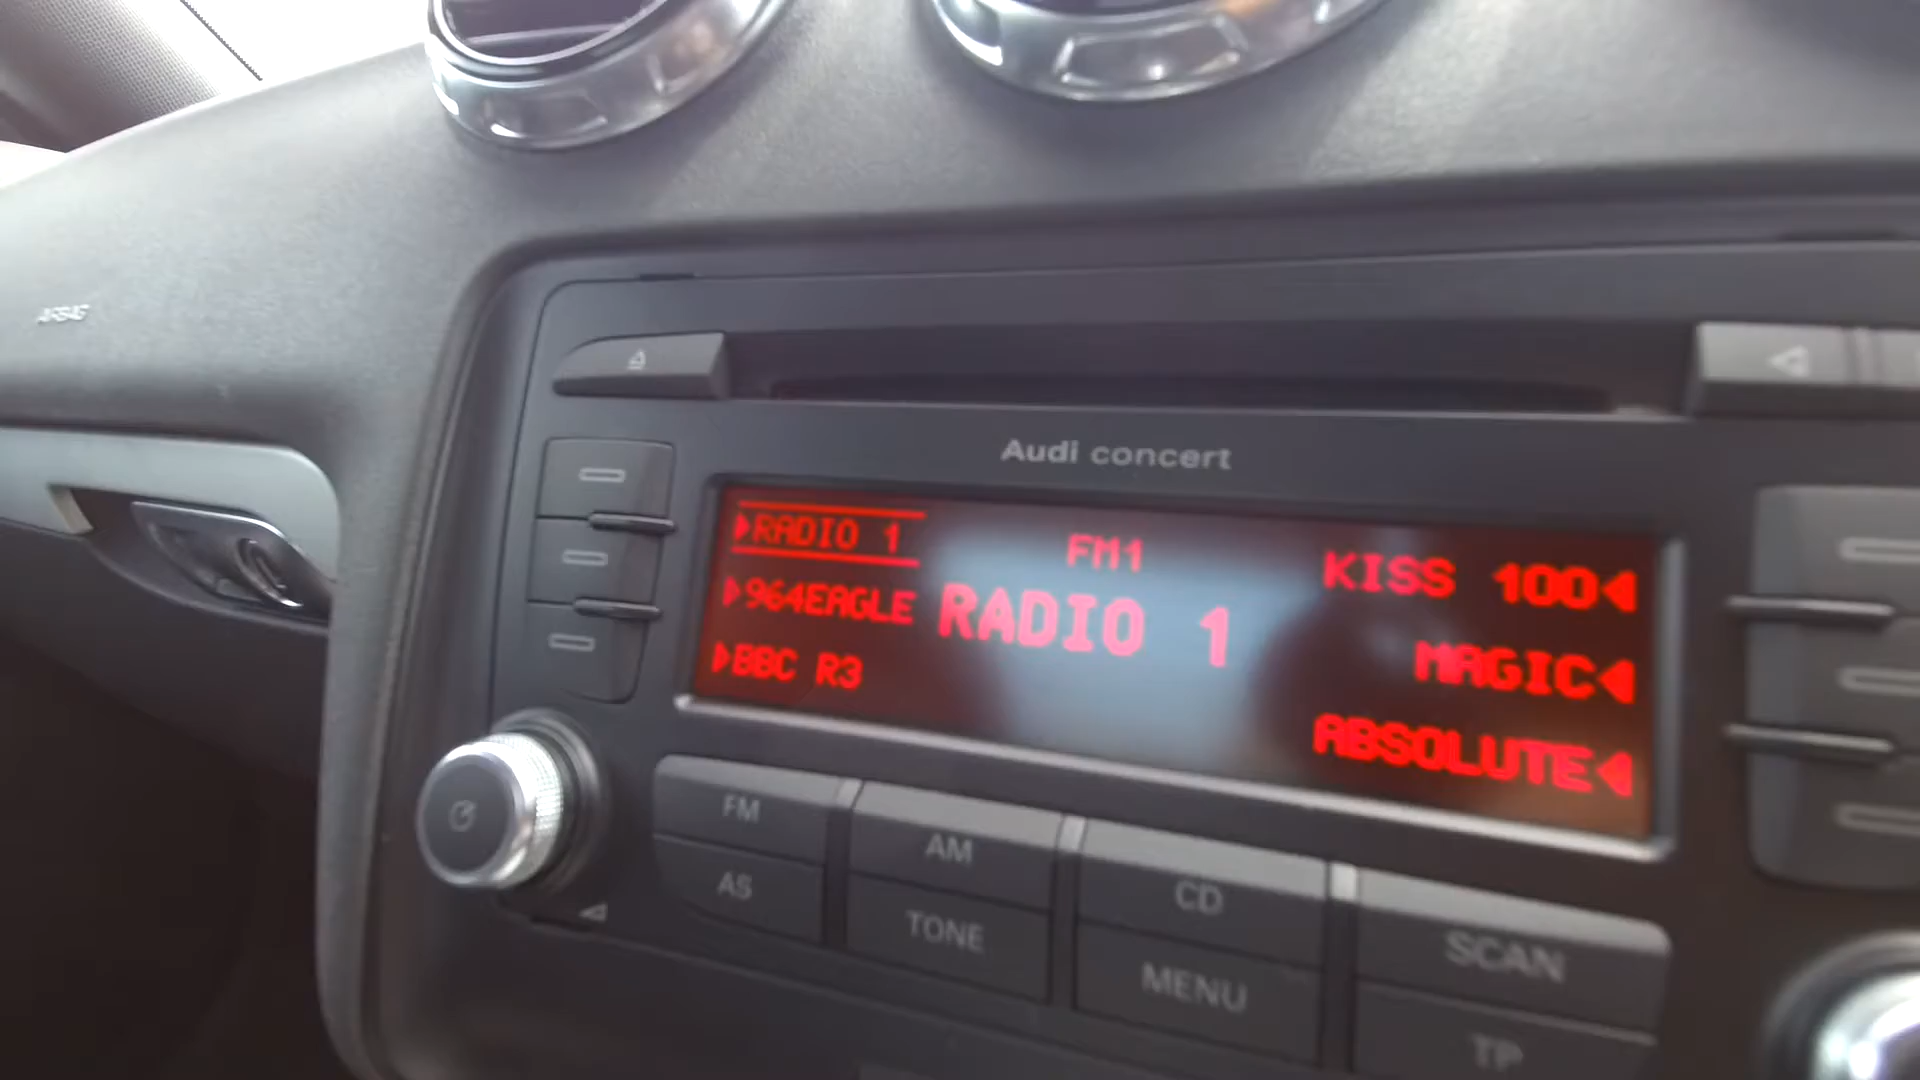 AIRBAG
Audi concert
RADIO 1
FM1
KISS 100
964EAGLE
RADIO 1
MAGIC
BBC R3
ABSOLUTE
FM
AM
CD
SCAN
AS
TONE
MENU
TP